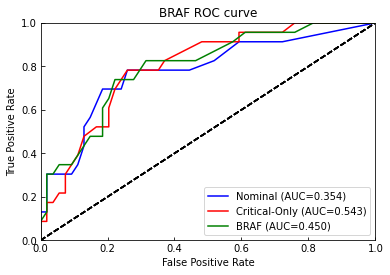 BRAF ROC curve
1.0
0.8
0.6
0.4
0.2
0.0
True Positive Rate
Nominal (AUC=0.354)
Critical-Only (AUC=0.543)
BRAF (AUC=0.450)
0.0 0.2 0.4 0.6 0.8 1.0
False Positive Rate